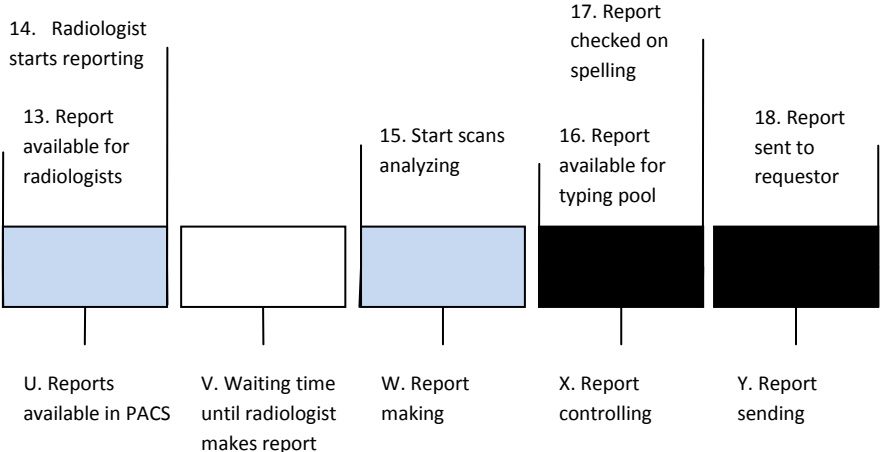 14. Radiologist
starts reporting
13. Report
available for
radiologists
15. Start scans
analyzing
17. Report
checked on
spelling
16. Report
available for
typing pool
18. Report
sent to
requestor
U. Reports
available in PACS
V. Waiting time
until radiologist
makes report
W. Report
making
X. Report
controlling
Y. Report
sending